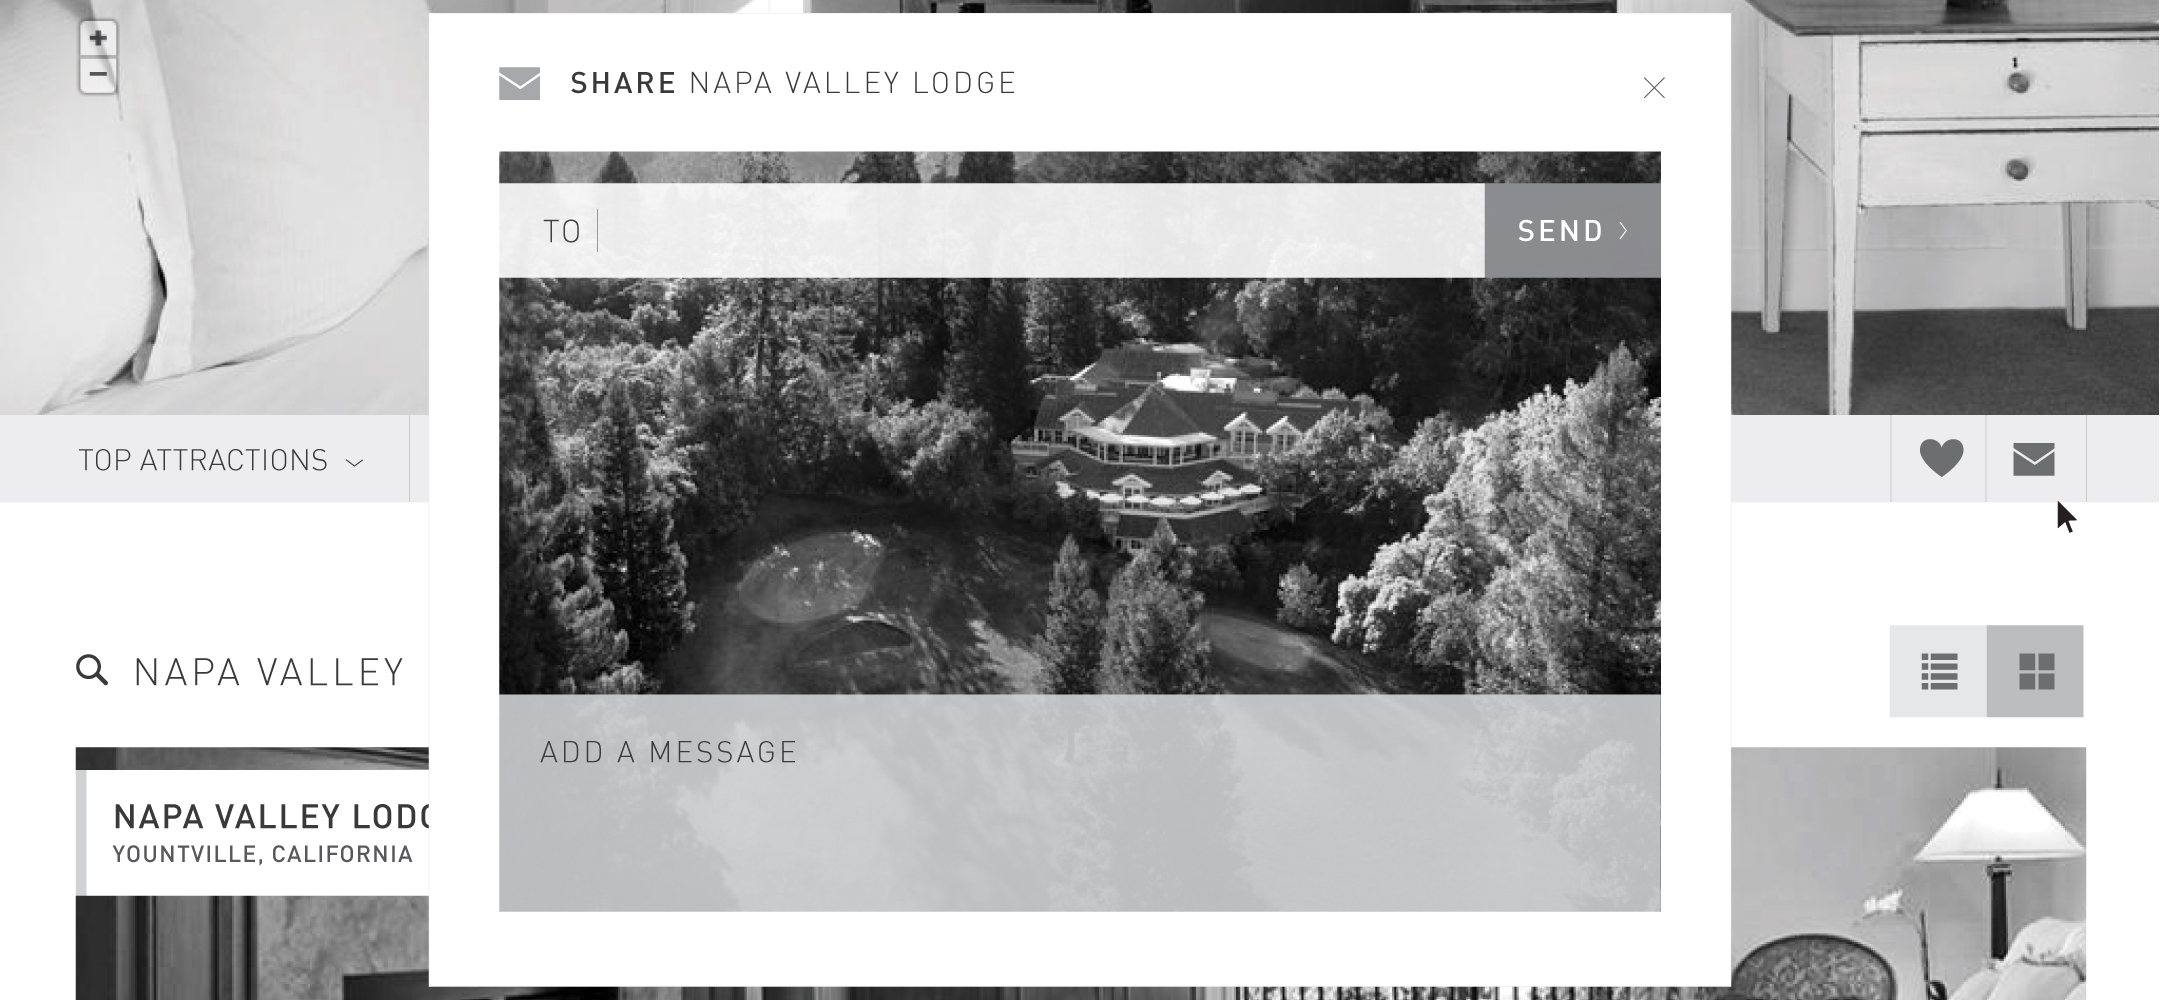 SHARE NAPA VALLEY LODGE
TO
SEND
TOP ATTRACTIONS
NAPA VALLEY
ADD A MESSAGE
NAPA VALLEY LODG
YOUNTVILLE, CALIFORNIA